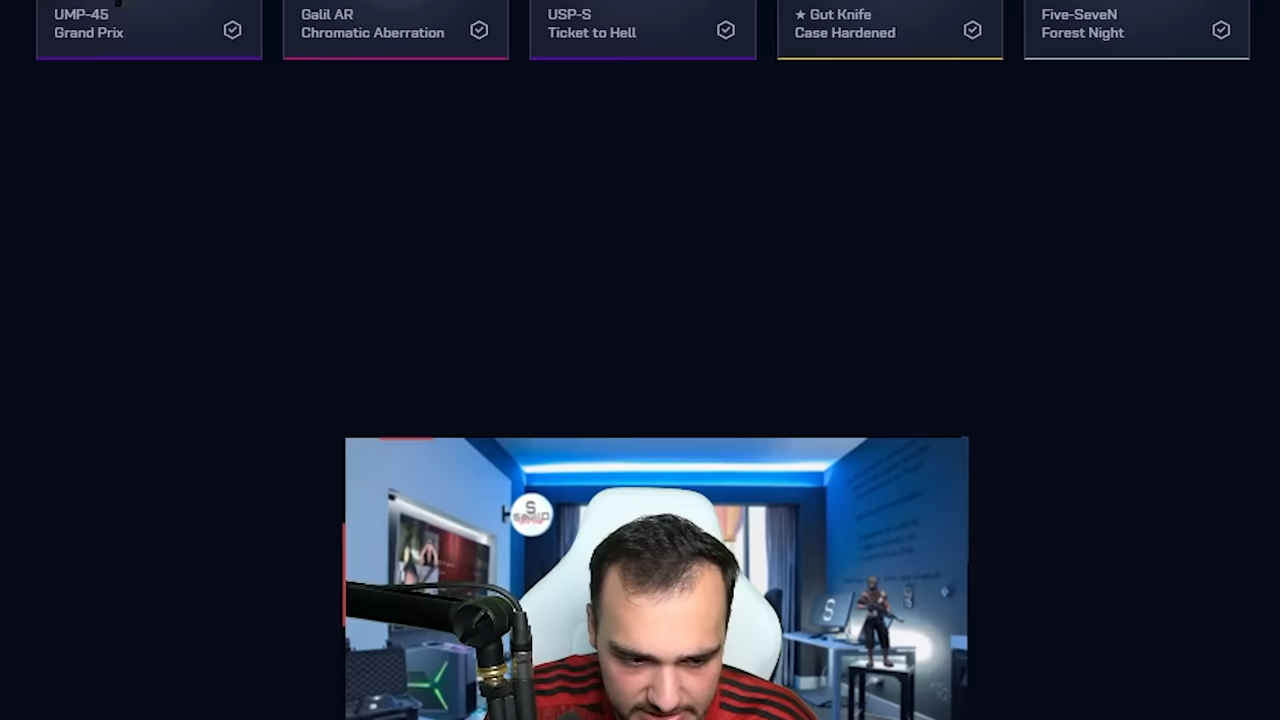 UMP-45
Grand Prix
Galil AR
Chromatic Aberration
USP-S
Ticket to Hell
★ Gut Knife
Case Hardened
Five-SeveN
Forest Night
S
S